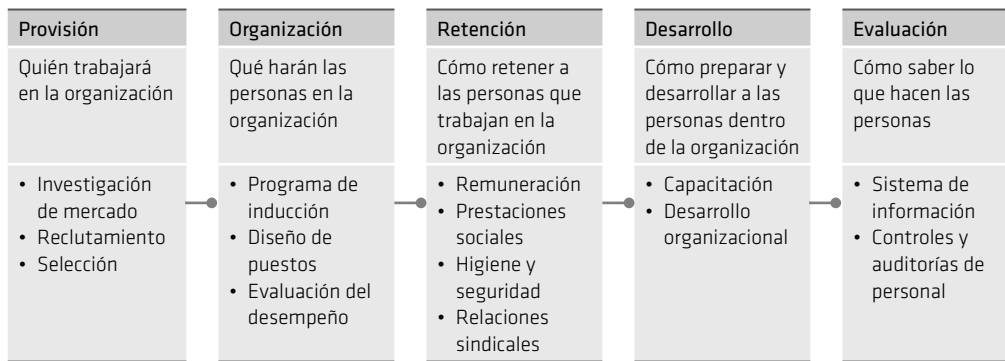 Provisión
Quién trabajará
en la organización
• Investigación
de mercado
• Reclutamiento
• Selección
Organización
Qué harán las
personas en la
organización
• Programa de
inducción
• Diseño de
puestos
• Evaluación del
desempeño
Retención
Cómo retener a
las personas que
trabajan en la
organización
• Remuneración
• Prestaciones
sociales
• Higiene y
seguridad
• Relaciones
sindicales
Desarrollo
Cómo preparar y
desarrollar a las
personas dentro
de la organización
• Capacitación
• Desarrollo
organizacional
Evaluación
Cómo saber lo
que hacen las
personas
• Sistema de
información
• Controles y
auditorías de
personal